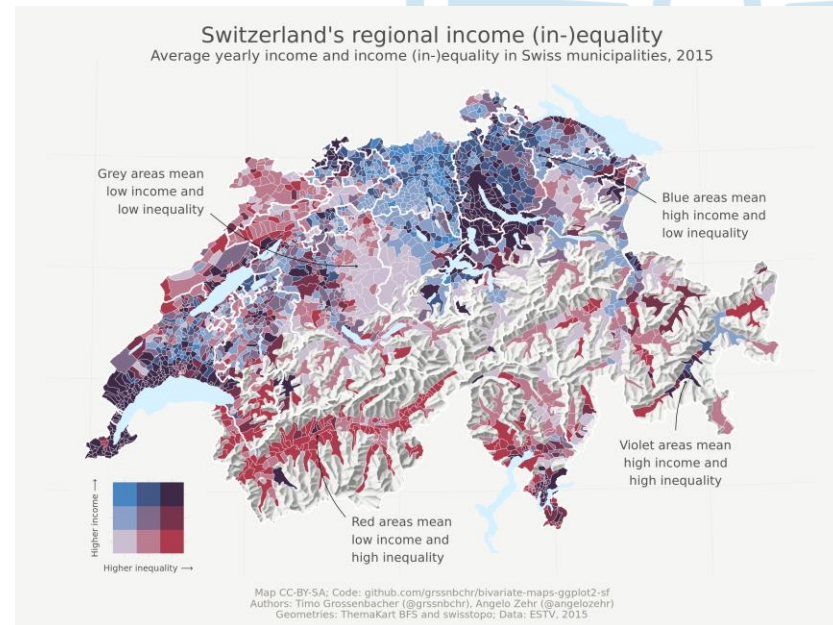 Switzerland's regional income (in-)equality
Average yearly income and income (in-)equality in Swiss municipalities, 2015
Grey areas mean
low income and
low inequality
Blue areas mean
high income and
low inequality
Violet areas mean
high income and
high inequality
Red areas mean
low income and
high inequality
Higher income →
Higher inequality →
Map CC-BY-SA; Code: github.com/grssnbchr/bivariate-maps-ggplot2-sf
Authors: Timo Grossenbacher (@grssnbchr), Angelo Zehr (@angelozehr)
Geometries: ThemaKart BFS and swisstopo; Data: ESTV, 2015